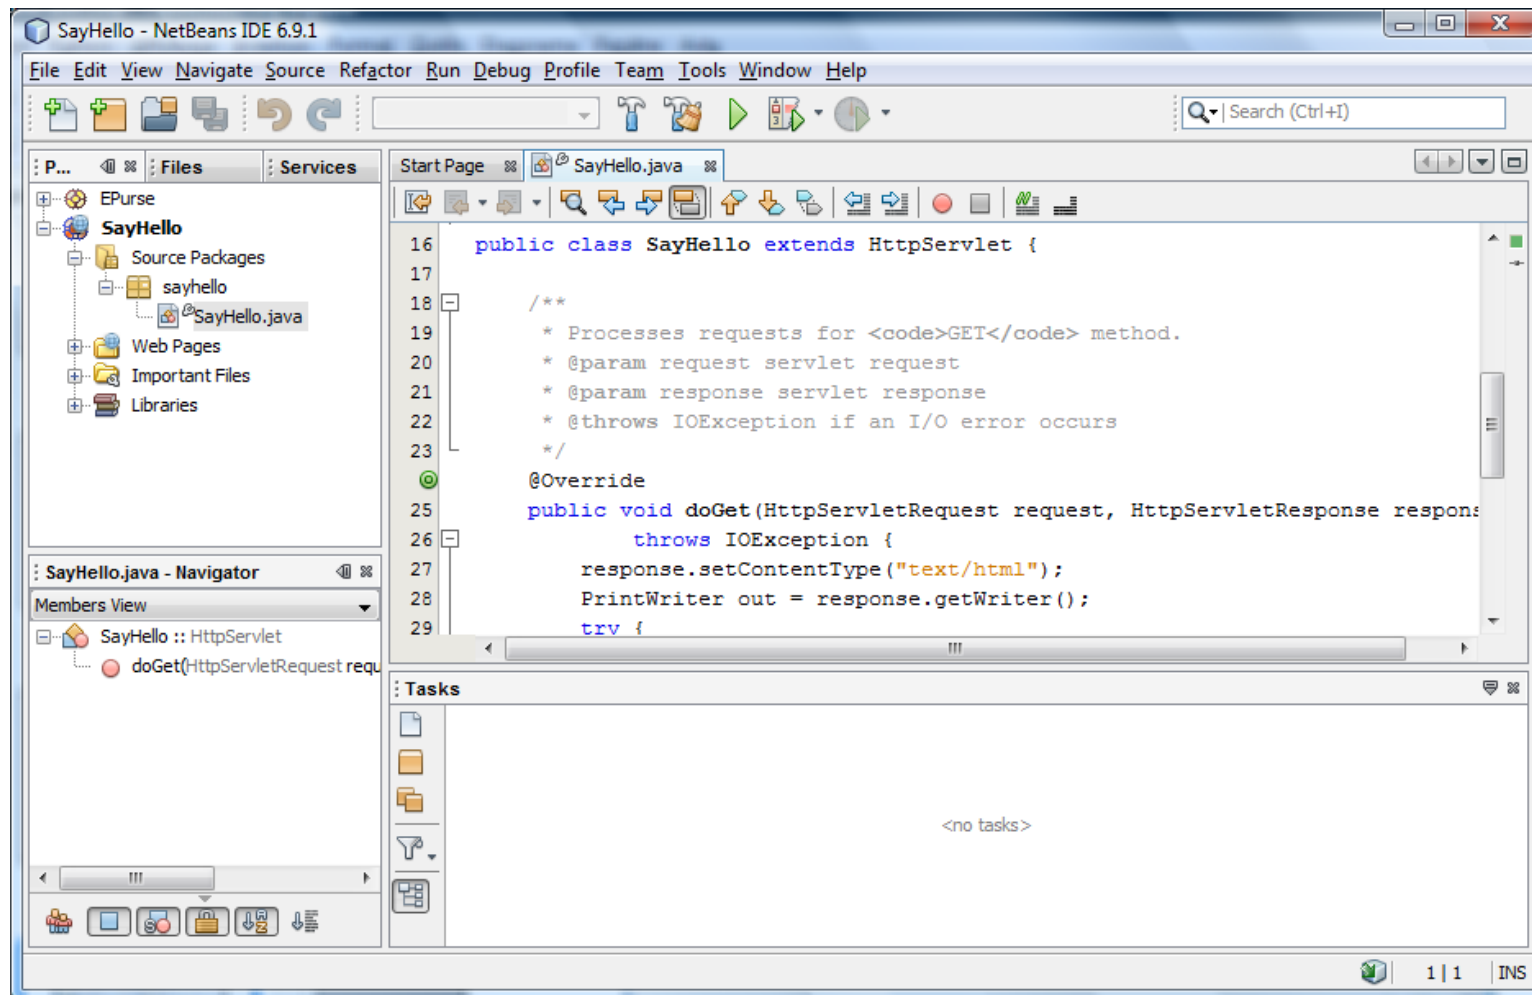 SayHello - NetBeans IDE 6.9.1
File Edit View Navigate Source Refactor Run Debug Profile Team Tools Window Help
Search (Ctrl+I)
P... Files Services
EPurse
SayHello
Source Packages
sayhello
SayHello.java
Web Pages
Important Files
Libraries
SayHello.java - Navigator
Members View
SayHello :: HttpServlet
doGet(HttpServletRequest requ
Start Page SayHello.java
16 public class SayHello extends HttpServlet {
17
18 /**
19 * Processes requests for <code>GET</code> method.
20 * @param request servlet request
21 * @param response servlet response
22 * @throws IOException if an I/O error occurs
23 */
@Override
25 public void doGet(HttpServletRequest request, HttpServletResponse respons
26 throws IOException {
27 response.setContentType("text/html");
28 PrintWriter out = response.getWriter();
29 try {
Tasks
<no tasks>
1 | 1 INS